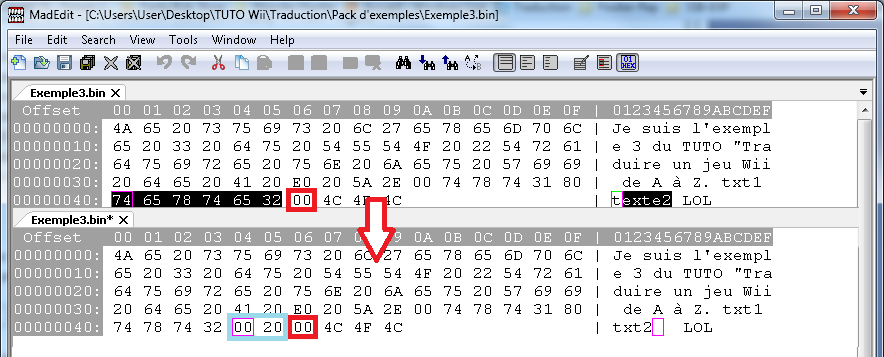 MadEdit - [C:\Users\User\Desktop\TUTO Wii\Traduction\Pack d'exemples\Exemple3.bin]
File Edit Search View Tools Window Help
Exemple3.bin
Offset 00 01 02 03 04 05 06 07 08 09 0A 0B 0C 0D 0E 0F | 0123456789ABCDEF
00000000: 4A 65 20 73 75 69 73 20 6C 27 65 78 65 6D 70 6C | Je suis l'exempl
00000010: 65 20 33 20 64 75 20 54 55 54 4F 20 22 54 72 61 | e 3 du TUTO "Tra
00000020: 64 75 69 72 65 20 75 6E 20 6A 65 75 20 57 69 69 | duire un jeu Wii
00000030: 20 64 65 20 41 20 E0 20 5A 2E 00 74 78 74 31 80 | de A à Z. txt1
00000040: 74 65 78 74 65 32 00 4C 4F 4C | texte2 LOL
Exemple3.bin*
Offset 00 01 02 03 04 05 06 07 08 09 0A 0B 0C 0D 0E 0F | 0123456789ABCDEF
00000000: 4A 65 20 73 75 69 73 20 6C 27 65 78 65 6D 70 6C | Je suis l'exempl
00000010: 65 20 33 20 64 75 20 54 55 54 4F 20 22 54 72 61 | e 3 du TUTO "Tra
00000020: 64 75 69 72 65 20 75 6E 20 6A 65 75 20 57 69 69 | duire un jeu Wii
00000030: 20 64 65 20 41 20 E0 20 5A 2E 00 74 78 74 31 80 | de A à Z. txt1
00000040: 74 78 74 32 00 20 00 4C 4F 4C | txt2 LOL